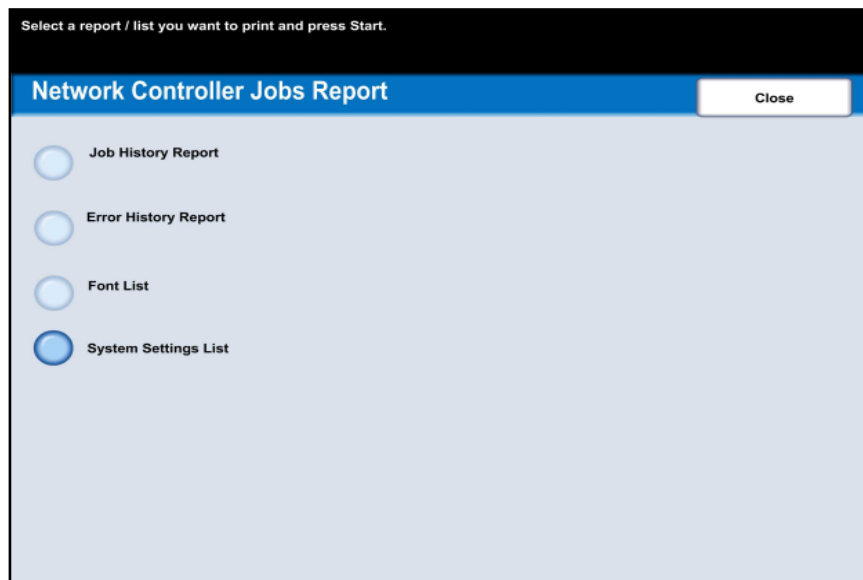 Select a report / list you want to print and press Start.
Network Controller Jobs Report
Close
Job History Report
Error History Report
Font List
System Settings List